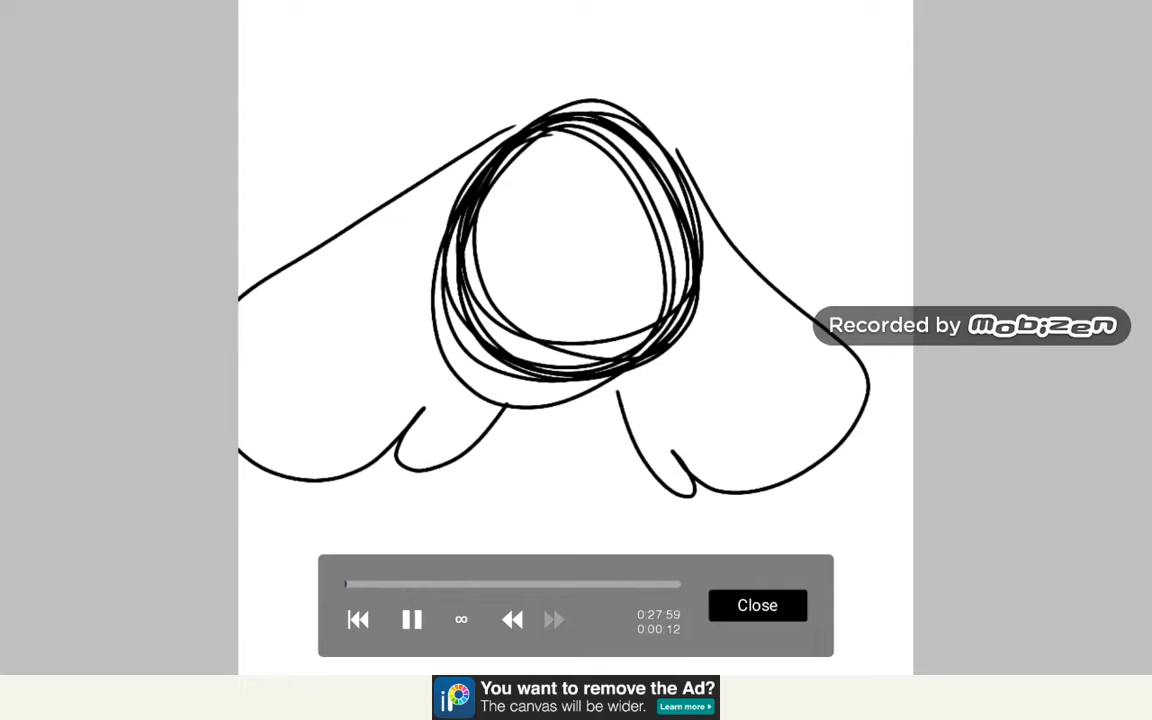 Recorded by mobizen
0:27:59
0:00:12
Close
iP
You want to remove the Ad?
The canvas will be wider.
Learn more